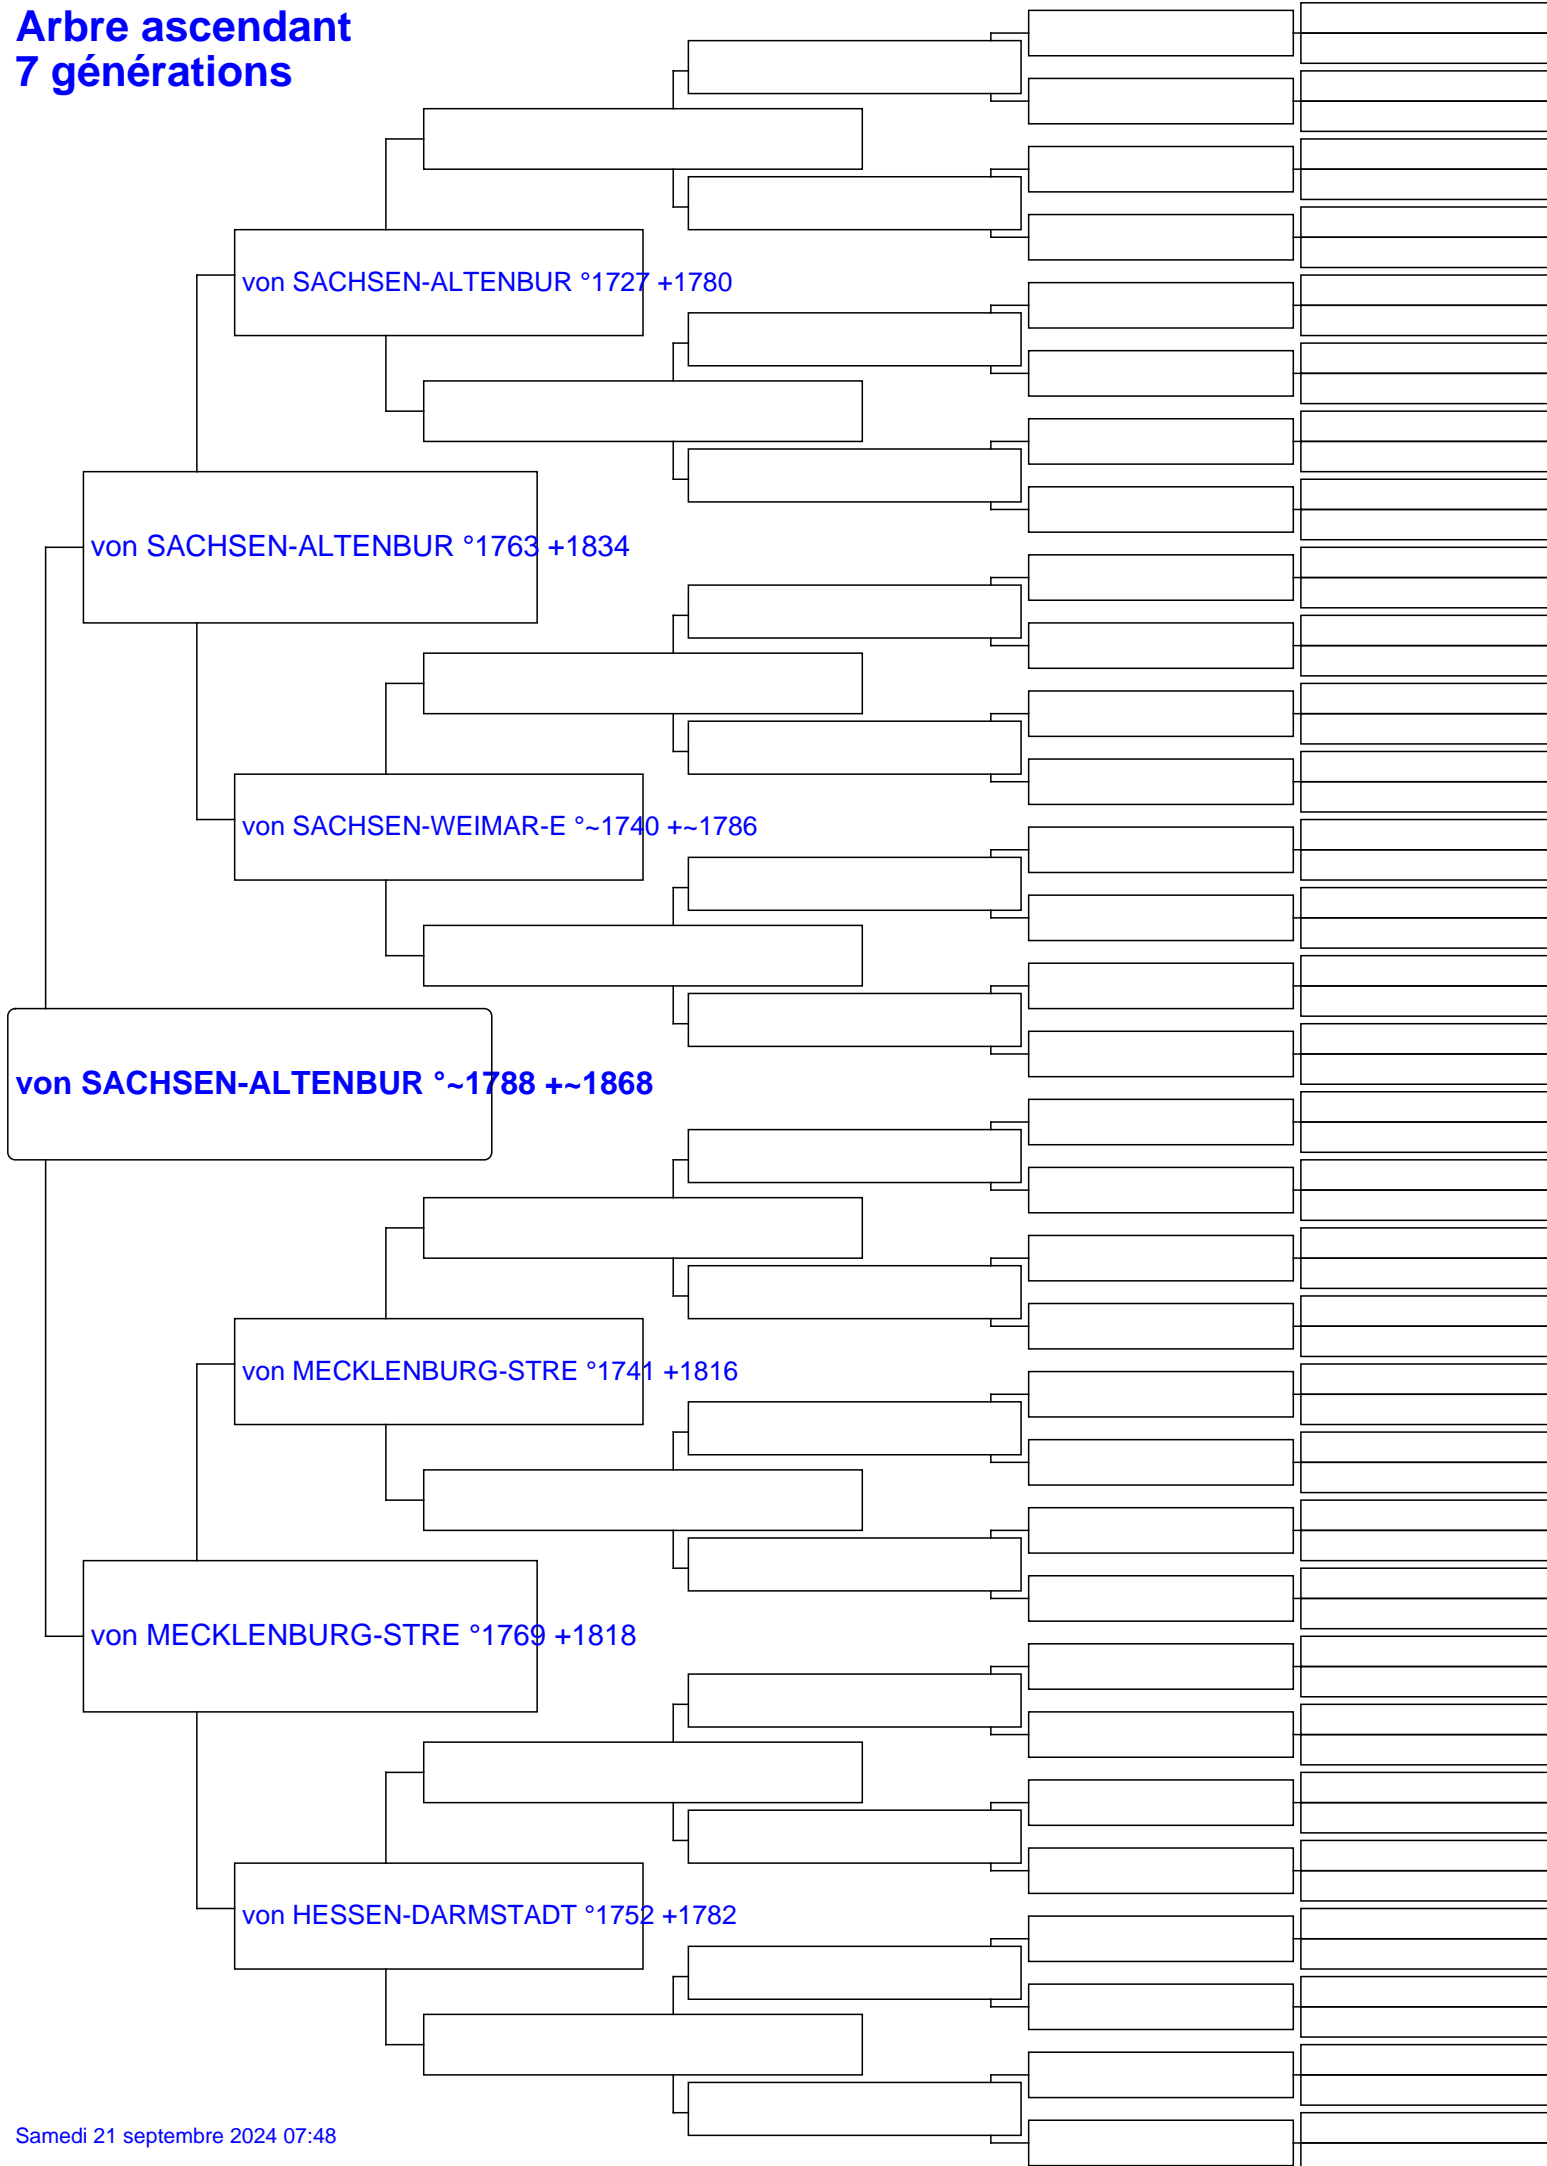 Arbre ascendant
7 générations
von SACHSEN-ALTENBUR °1727 +1780
von SACHSEN-ALTENBUR °1763 +1834
von SACHSEN-WEIMAR-E °~1740 +~1786
von SACHSEN-ALTENBUR °~1788 +~1868
von MECKLENBURG-STRE °1741 +1816
von MECKLENBURG-STRE °1769 +1818
von HESSEN-DARMSTADT °1752 +1782
Samedi 21 septembre 2024 07:48